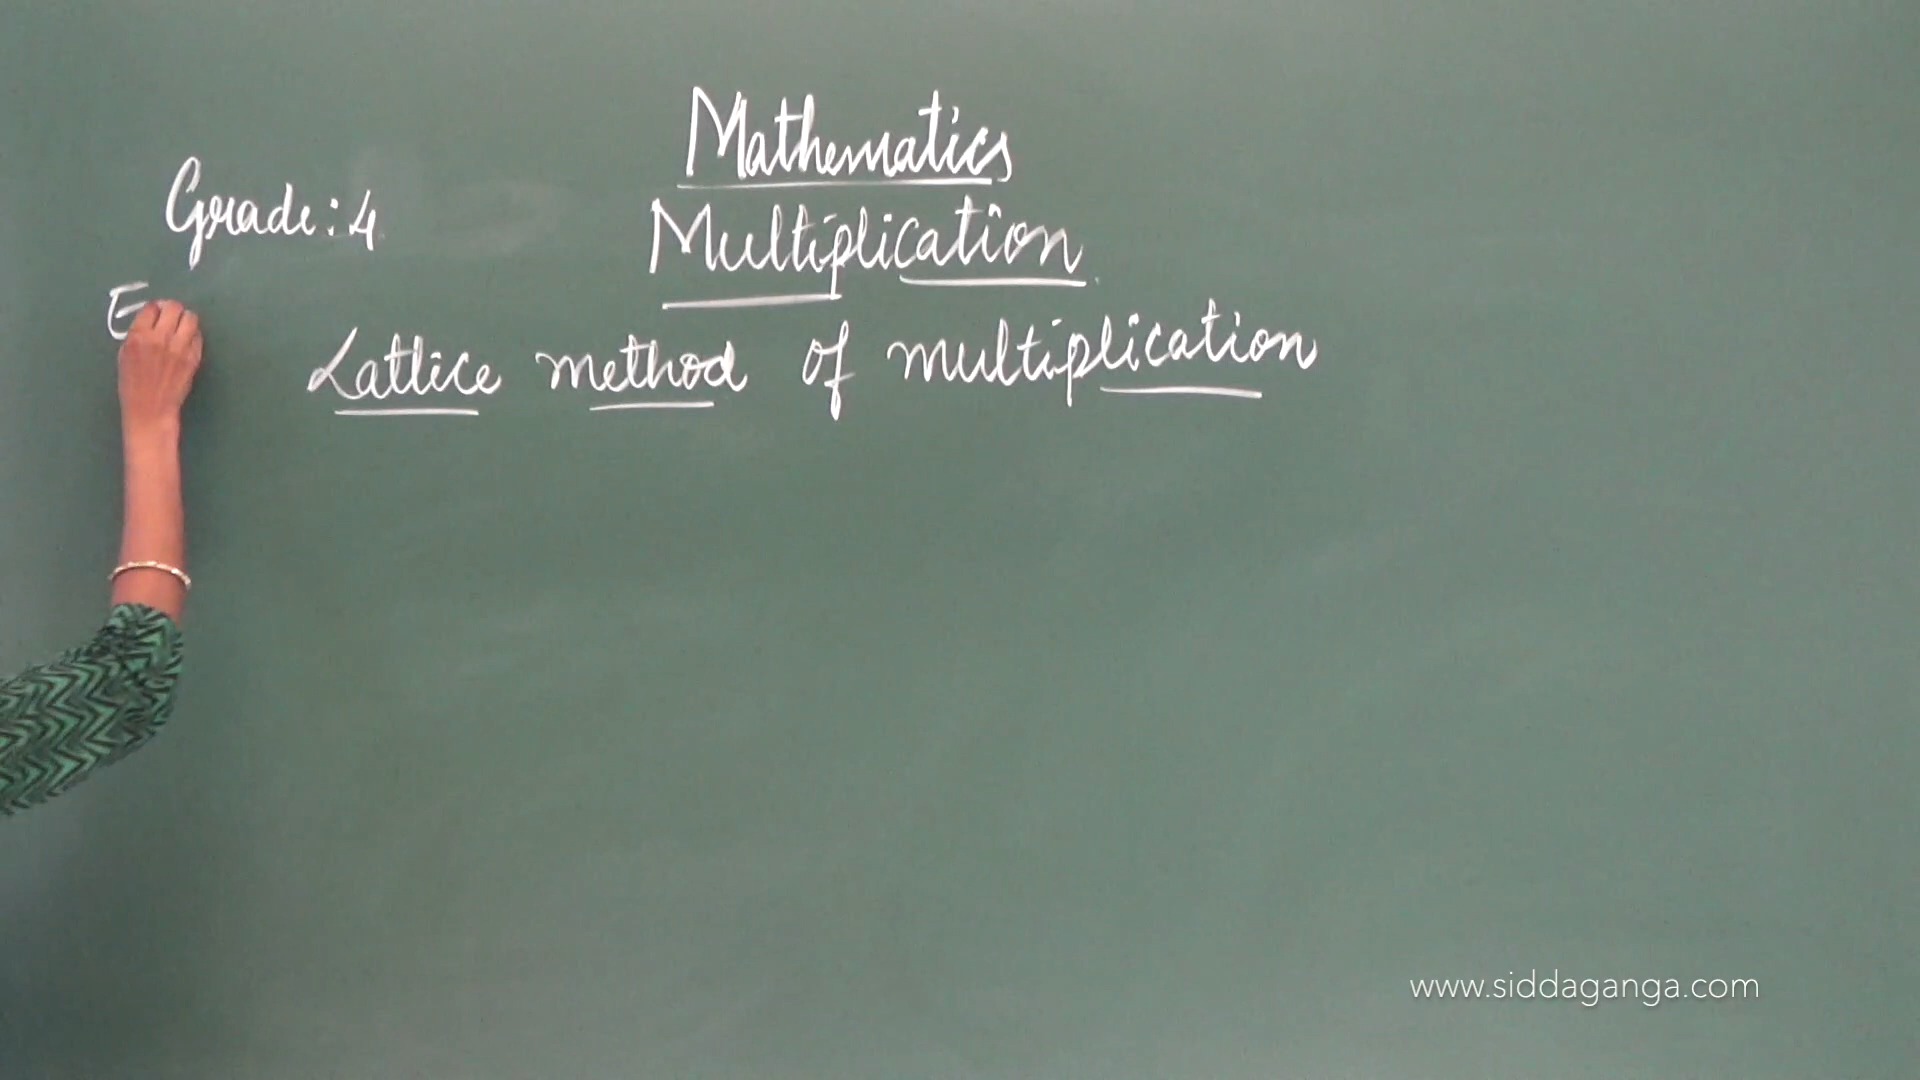 Mathematics
Grade: 4
Multiplication
E
Lattice method of multiplication
www.siddaganga.com